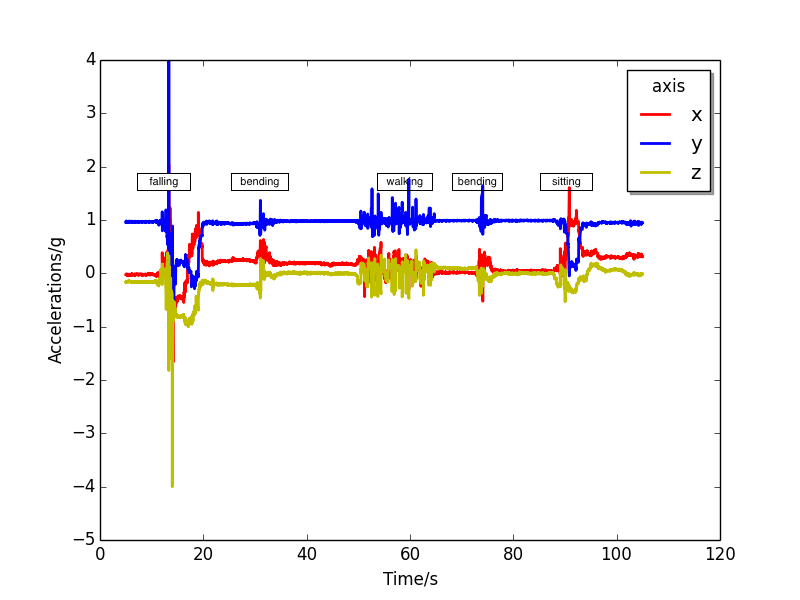 4
3
2
1
0
−1
−2
−3
−4
−5
Accelerations/g
falling
bending
walking
bending
sitting
axis
x
y
z
0 20 40 60 80 100 120
Time/s